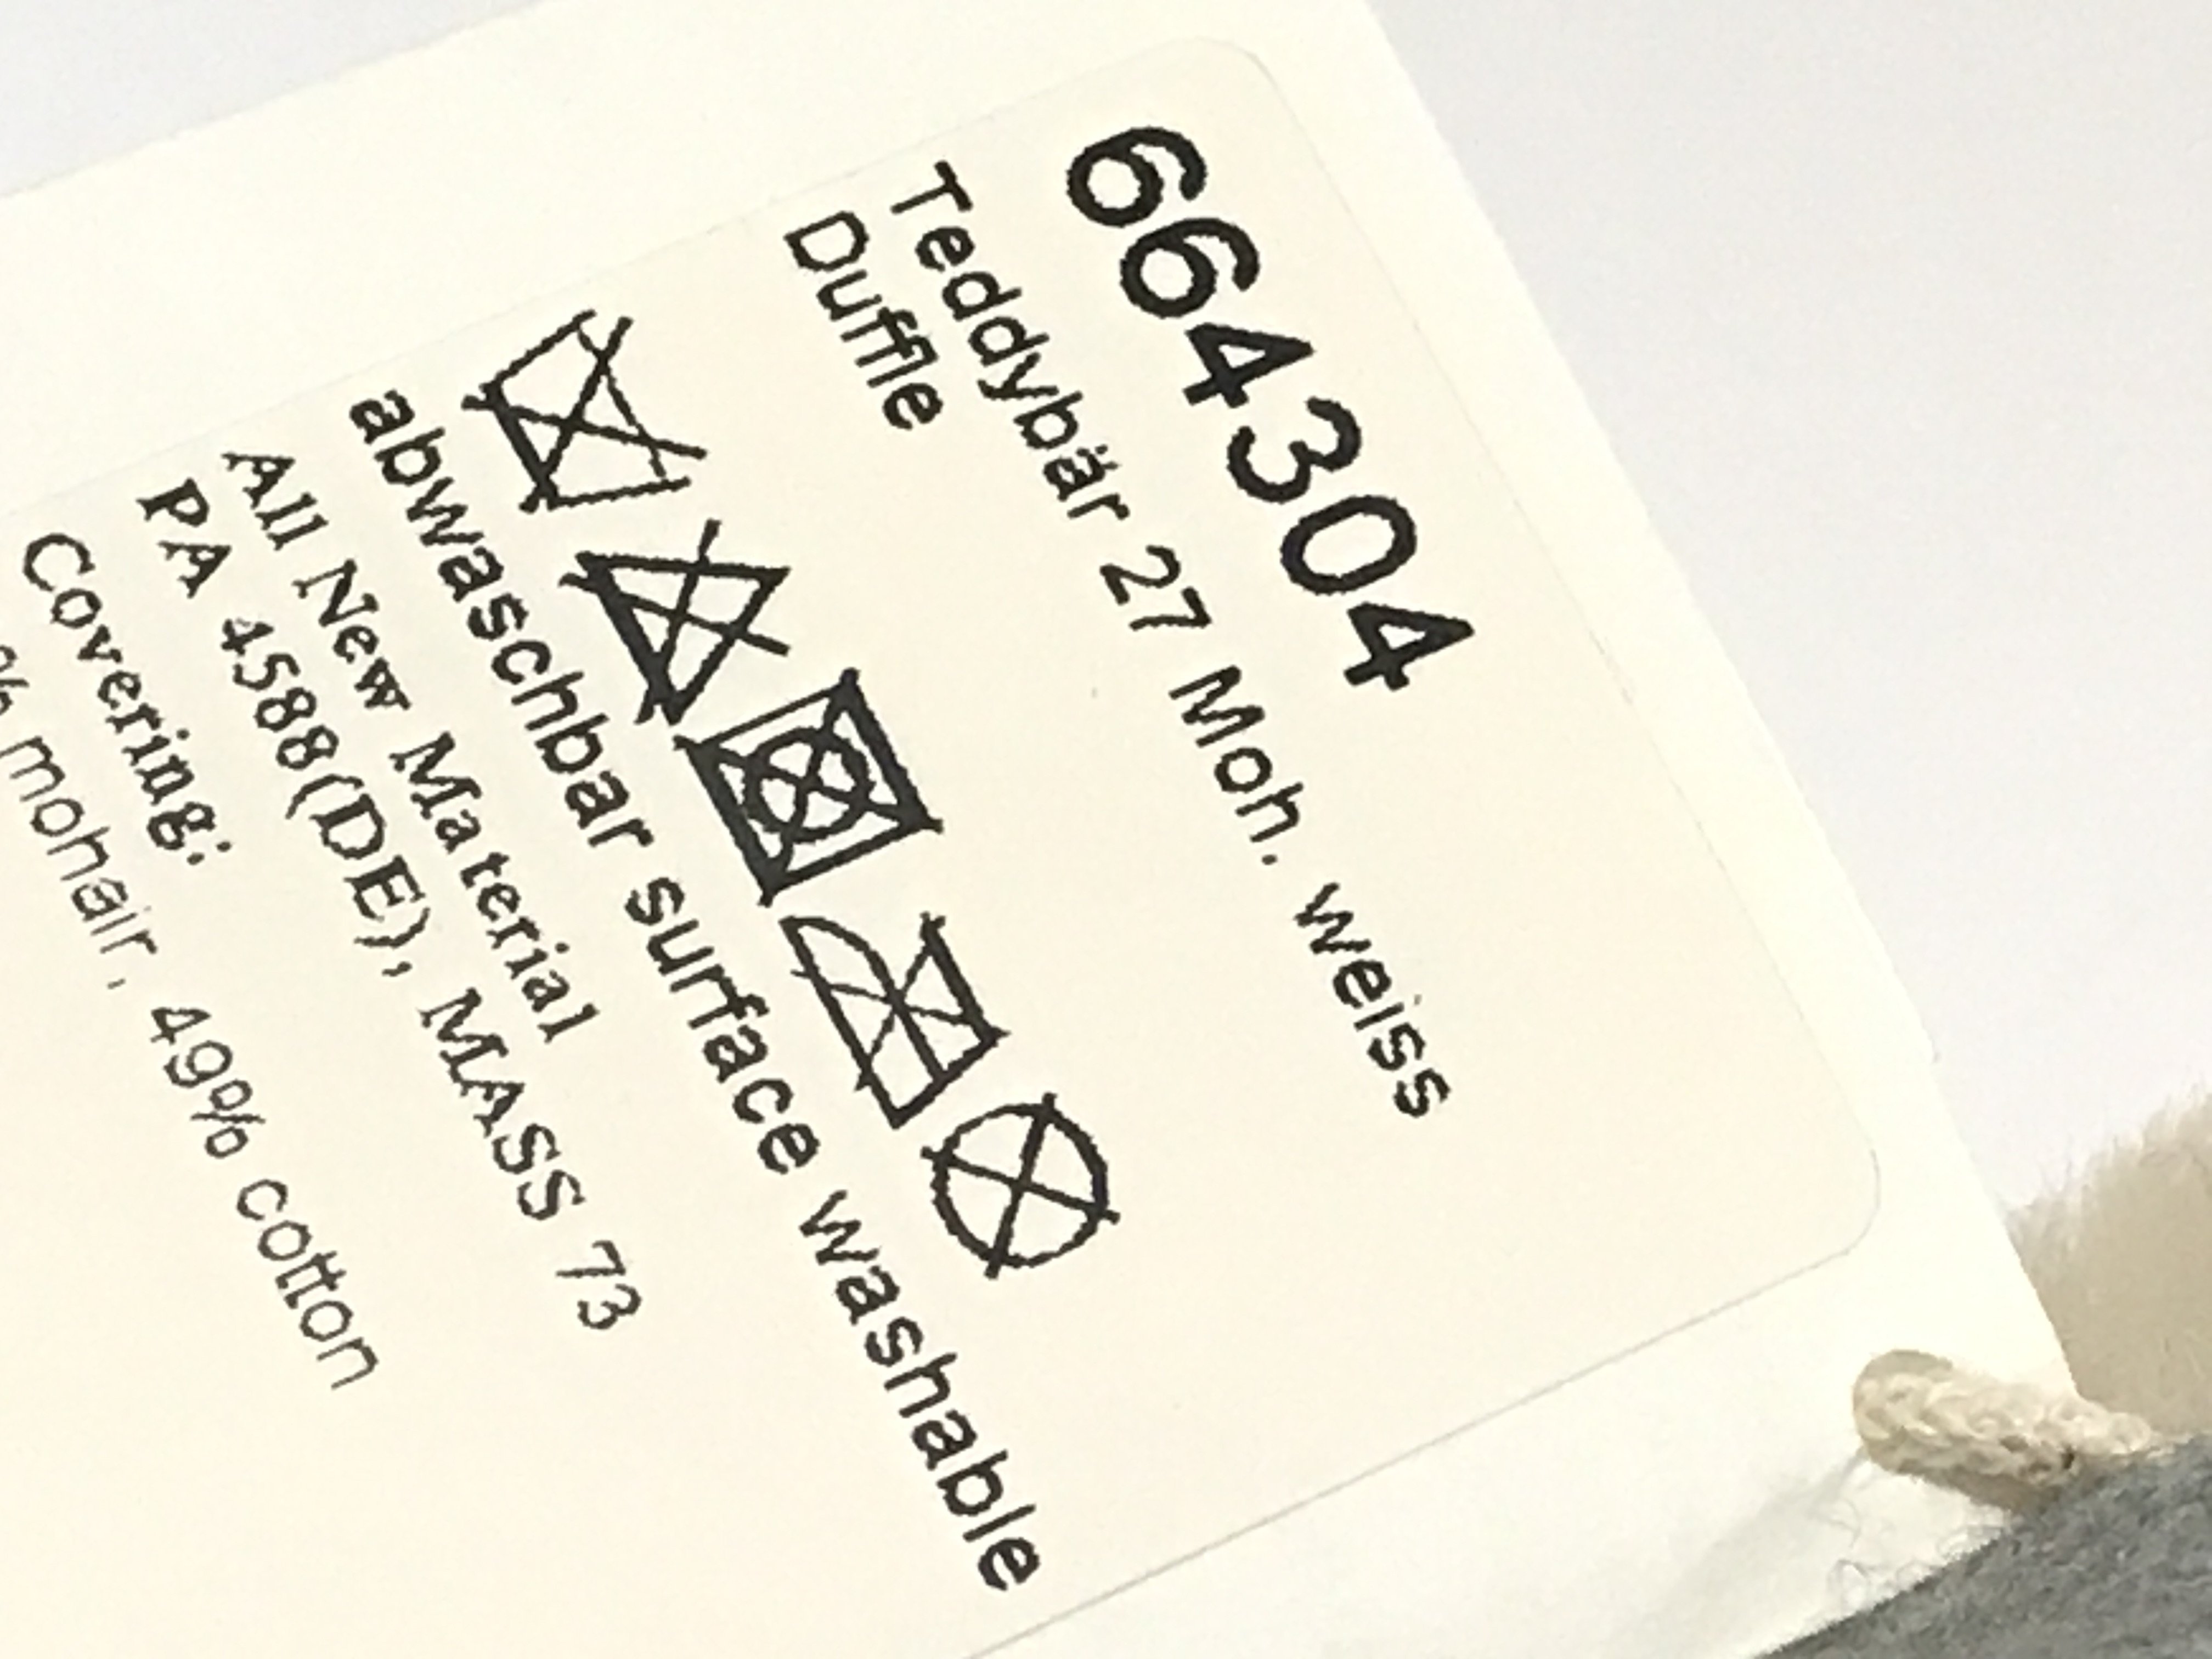 664304
Teddybär 27 Moh. weiss
Duffle
abwaschbar surface washable
All New Material
PA 4588(DE), MASS 73
Covering:
% mohair, 49% cotton